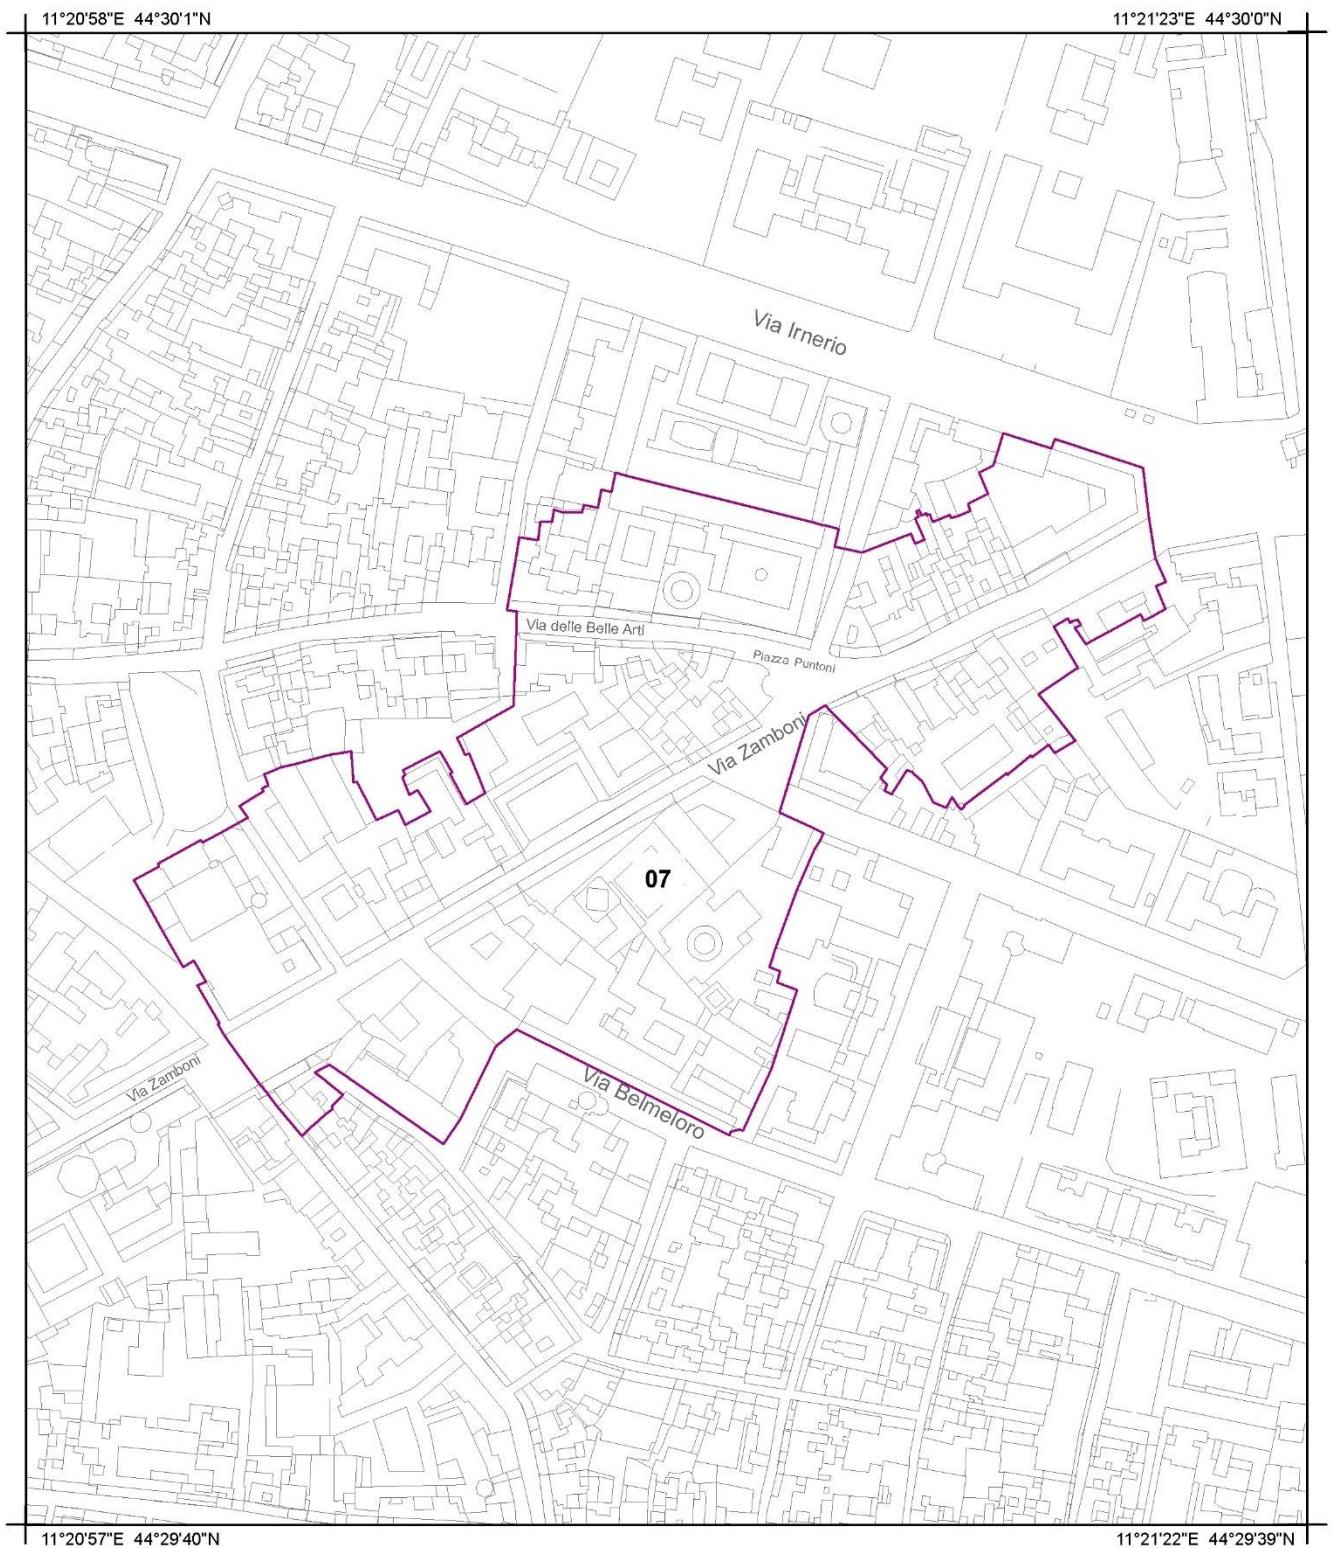 11°20'58"E 44°30'1"N
11°21'23"E 44°30'0"N
Via Irnerio
Via delle Belle Arti
Piazza Puntoni
Via Zamboni
07
Via Zamboni
Via Belmeloro
11°20'57"E 44°29'40"N
11°21'22"E 44°29'39"N